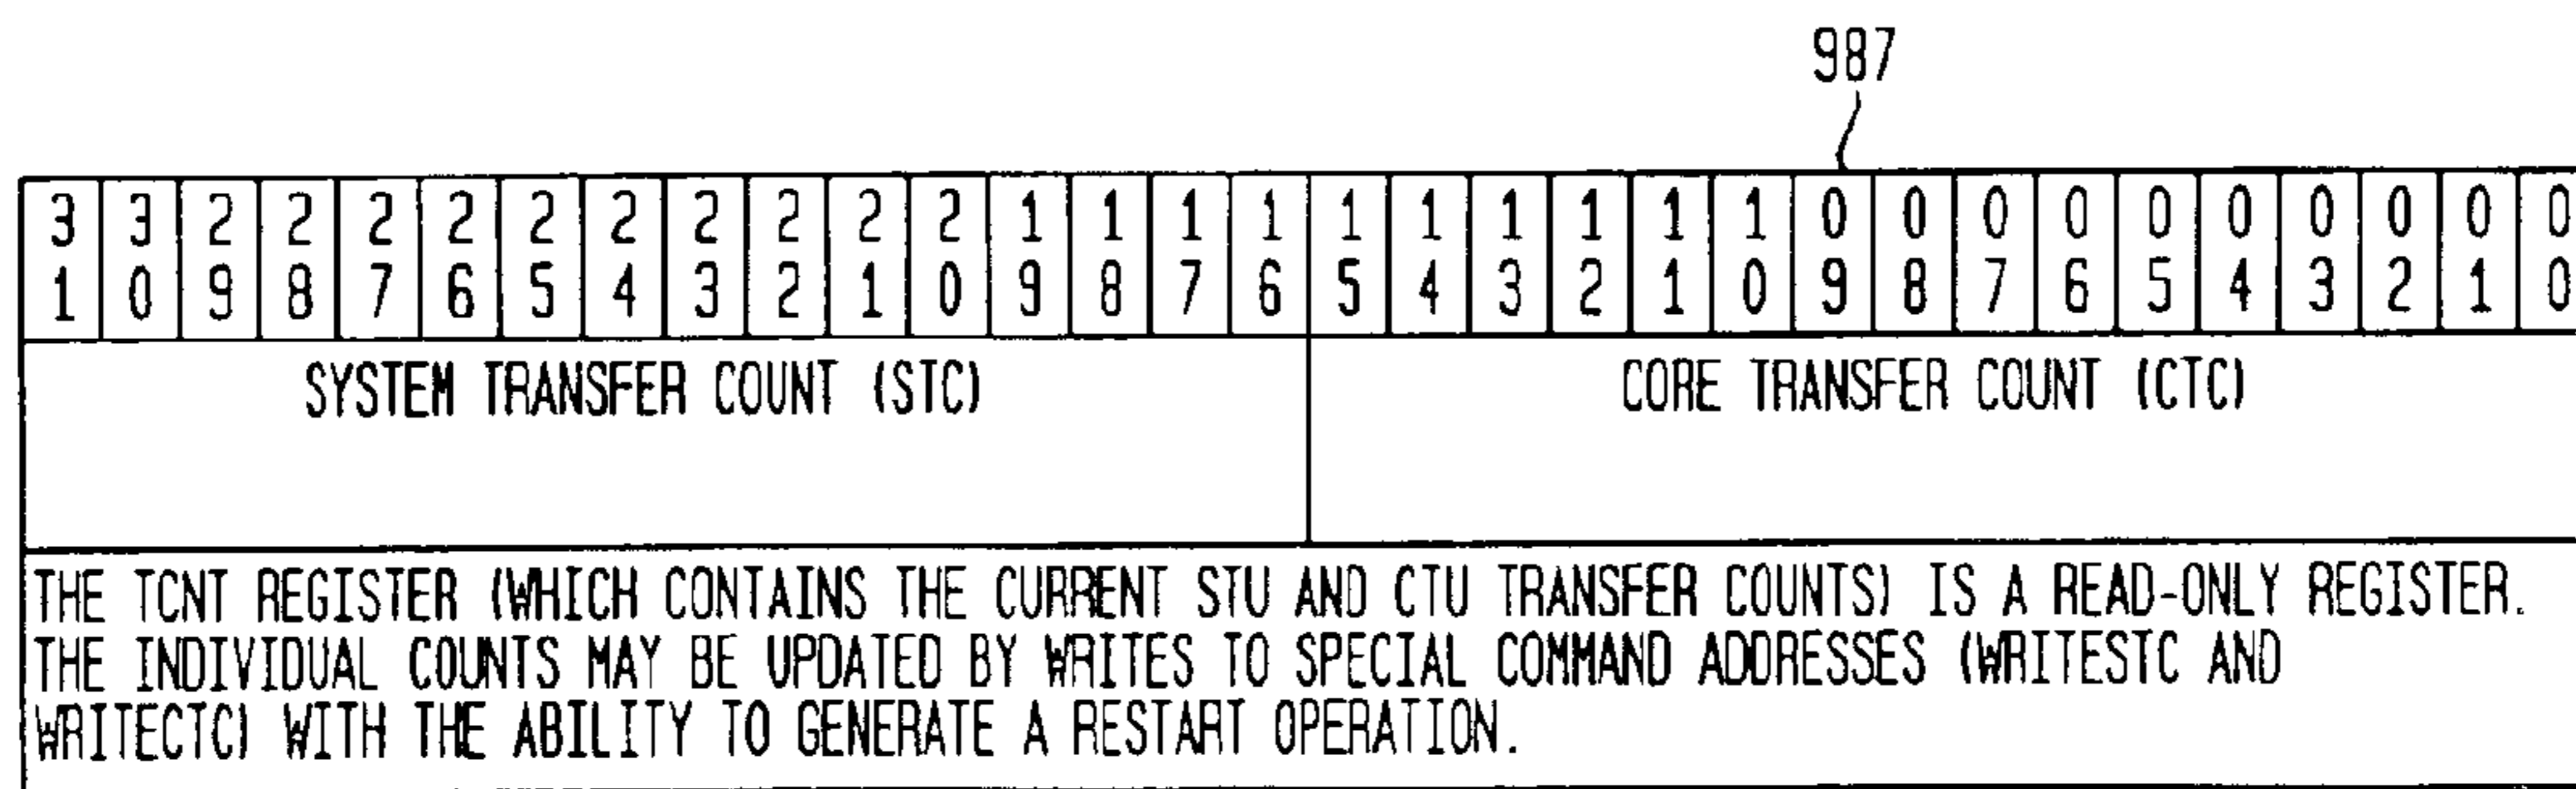 987
3 3 2 2 2 2 2 2 2 2 2 2 1 1 1 1 1 1 1 1 1 1 0 0 0 0 0 0 0 0 0 0
1 0 9 8 7 6 5 4 3 2 1 0 9 8 7 6 5 4 3 2 1 0 9 8 7 6 5 4 3 2 1 0
SYSTEM TRANSFER COUNT (STC) CORE TRANSFER COUNT (CTC)
THE TCNT REGISTER (WHICH CONTAINS THE CURRENT STU AND CTU TRANSFER COUNTS) IS A READ-ONLY REGISTER.
THE INDIVIDUAL COUNTS MAY BE UPDATED BY WRITES TO SPECIAL COMMAND ADDRESSES (WRITESTC AND
WRITECTC) WITH THE ABILITY TO GENERATE A RESTART OPERATION.